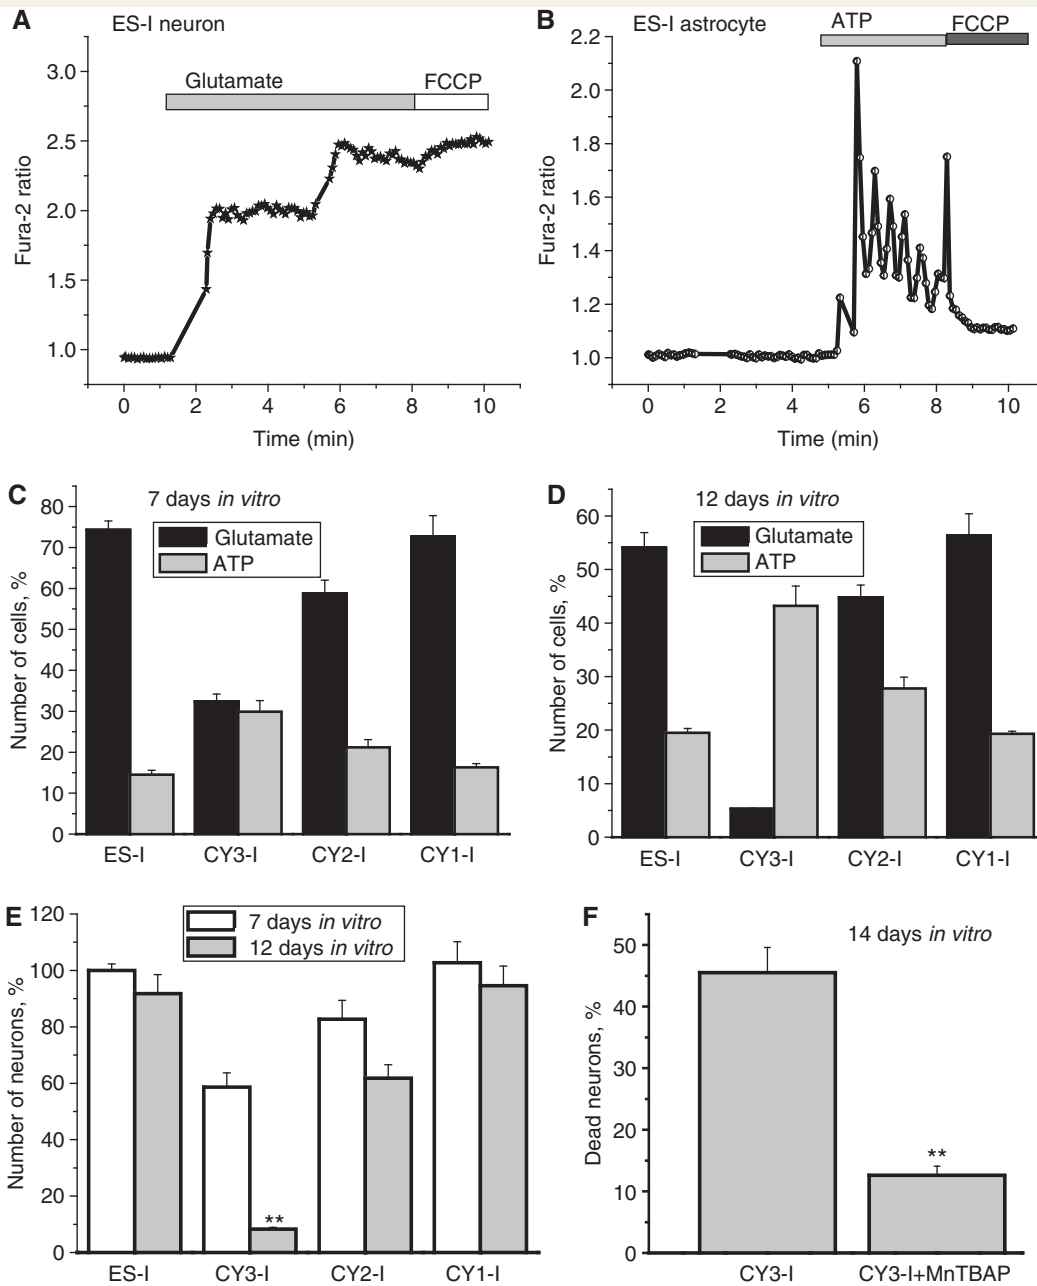 A
ES-I neuron
Glutamate
FCCP
3.0
2.5
2.0
1.5
1.0
Fura-2 ratio
0 2 4 6 8 10
Time (min)
B
ES-I astrocyte
ATP
FCCP
2.2
2.0
1.8
1.6
1.4
1.2
1.0
Fura-2 ratio
0 2 4 6 8 10
Time (min)
C
7 days in vitro
Glutamate
ATP
80
70
60
50
40
30
20
10
0
Number of cells, %
ES-I CY3-I CY2-I CY1-I
D
12 days in vitro
Glutamate
ATP
60
50
40
30
20
10
0
Number of cells, %
ES-I CY3-I CY2-I CY1-I
E
7 days in vitro
12 days in vitro
120
100
80
60
40
20
0
Number of neurons, %
**
ES-I CY3-I CY2-I CY1-I
F
14 days in vitro
50
40
30
20
10
0
Dead neurons, %
**
CY3-I CY3-I+MnTBAP